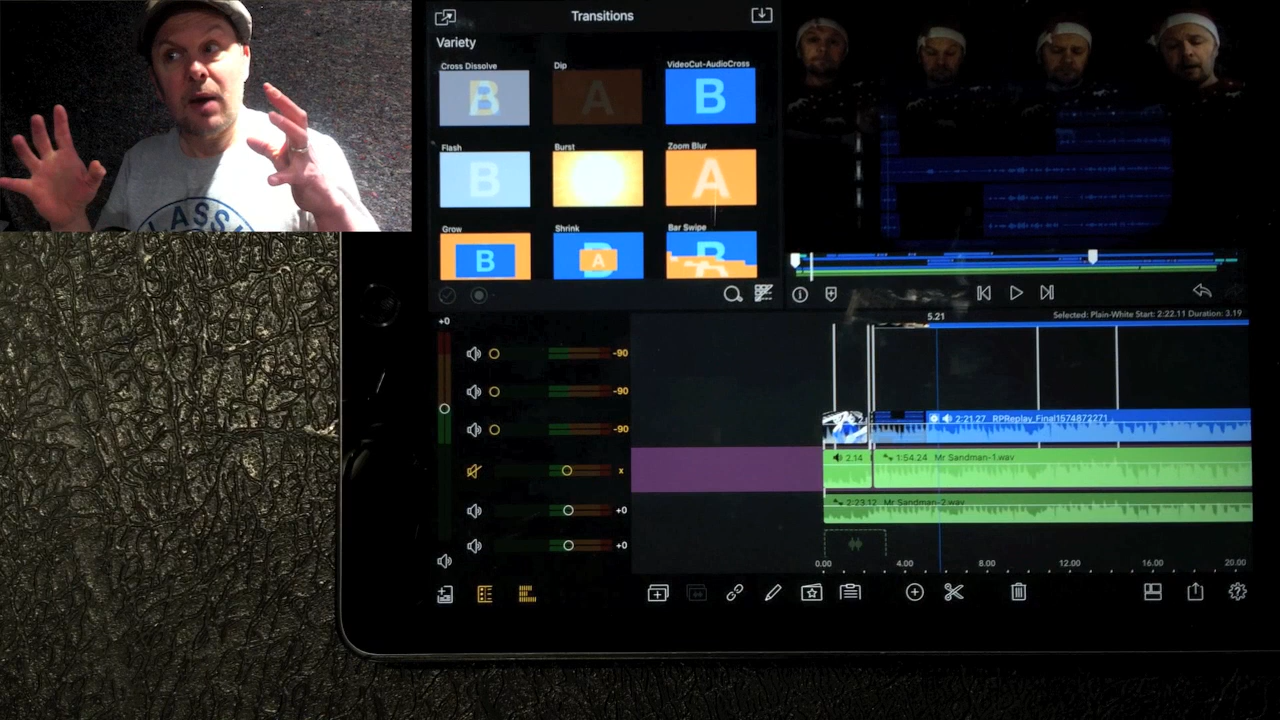 Transitions
Variety
Cross Dissolve
Dip
VideoCut-AudioCross
B
A
B
Flash
Burst
Zoom Blur
B
A
Grow
Shrink
Bar Swipe
B
A
B
CLASSI
+0
5.21
Selected: Plain-White Start: 2:22.11 Duration: 3.19
-90
-90
-90
2:21.27 RPReplay_Final1574872271
2.14
1:54.24 Mr Sandman-1.wav
x
2:23.12 Mr Sandman-2.wav
+0
+0
0.00 4.00 8.00 12.00 16.00 20.00